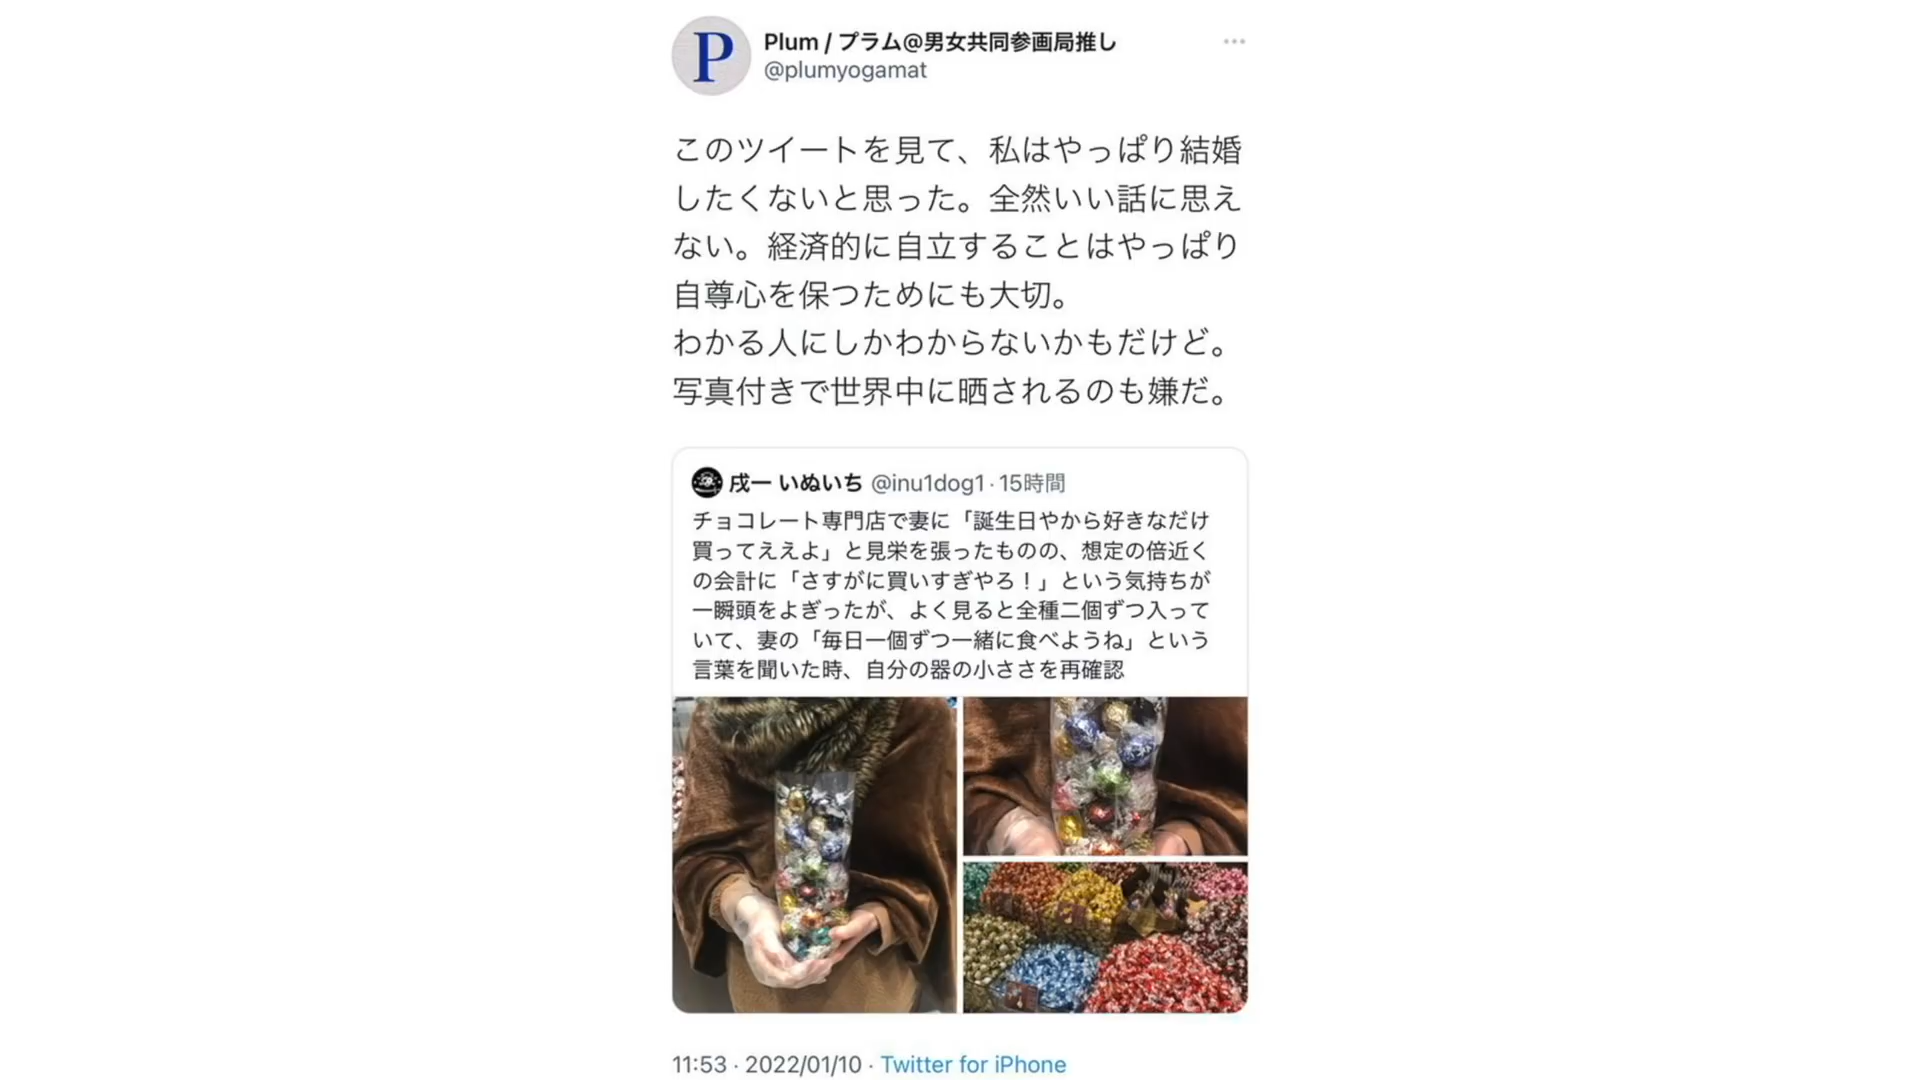 P
Plum / プラム@男女共同参画局推し
@plumyogamat
このツイートを見て、私はやっぱり結婚
したくないと思った。全然いい話に思え
ない。経済的に自立することはやっぱり
自尊心を保つためにも大切。
わかる人にしかわからないかもだけど。
写真付きで世界中に晒されるのも嫌だ。
戌一 いぬいち @inu1dog1 · 15時間
チョコレート専門店で妻に「誕生日やから好きなだけ
買ってええよ」と見栄を張ったものの、想定の倍近く
の会計に「さすがに買いすぎやろ！」という気持ちが
一瞬頭をよぎったが、よく見ると全種二個ずつ入って
いて、妻の「毎日一個ずつ一緒に食べようね」という
言葉を聞いた時、自分の器の小ささを再確認
11:53 · 2022/01/10 · Twitter for iPhone